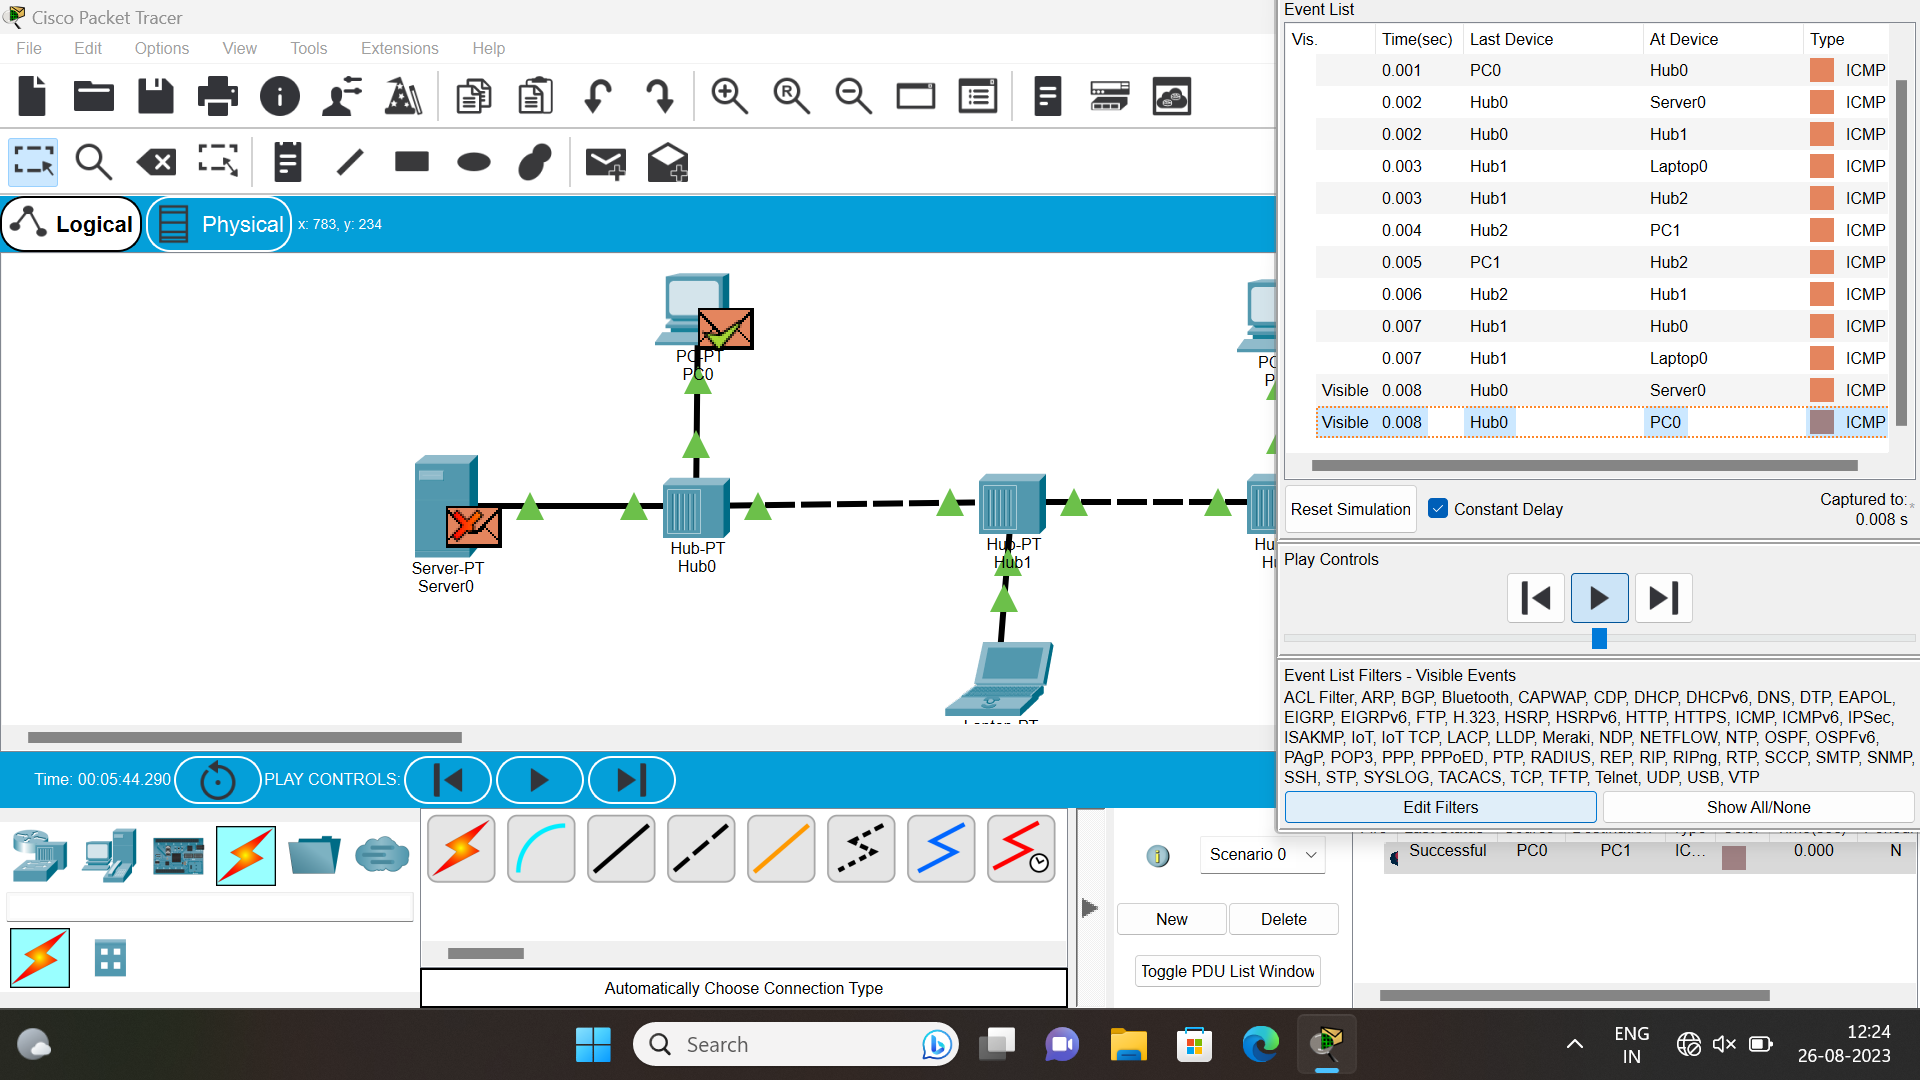 Cisco Packet Tracer
File Edit Options View Tools Extensions Help
Logical Physical x: 783, y: 234
PC-PT
PC0
Server-PT
Server0
Hub-PT
Hub0
Hub-PT
Hub1
Event List
Vis. Time(sec) Last Device At Device Type
0.001 PC0 Hub0 ICMP
0.002 Hub0 Server0 ICMP
0.002 Hub0 Hub1 ICMP
0.003 Hub1 Laptop0 ICMP
0.003 Hub1 Hub2 ICMP
0.004 Hub2 PC1 ICMP
0.005 PC1 Hub2 ICMP
0.006 Hub2 Hub1 ICMP
0.007 Hub1 Hub0 ICMP
0.007 Hub1 Laptop0 ICMP
Visible 0.008 Hub0 Server0 ICMP
Visible 0.008 Hub0 PC0 ICMP
Reset Simulation Constant Delay Captured to:
0.008 s
Play Controls
Event List Filters - Visible Events
ACL Filter, ARP, BGP, Bluetooth, CAPWAP, CDP, DHCP, DHCPv6, DNS, DTP, EAPOL,
EIGRP, EIGRPv6, FTP, H.323, HSRP, HSRPv6, HTTP, HTTPS, ICMP, ICMPv6, IPSec,
ISAKMP, IoT, IoT TCP, LACP, LLDP, Meraki, NDP, NETFLOW, NTP, OSPF, OSPFv6,
PAgP, POP3, PPP, PPPoED, PTP, RADIUS, REP, RIP, RIPng, RTP, SCCP, SMTP, SNMP,
SSH, STP, SYSLOG, TACACS, TCP, TFTP, Telnet, UDP, USB, VTP
Edit Filters Show All/None
Time: 00:05:44.290 PLAY CONTROLS:
Scenario 0
New Delete
Toggle PDU List Window
Successful PC0 PC1 IC... 0.000 N
Automatically Choose Connection Type
Search
ENG
IN
12:24
26-08-2023